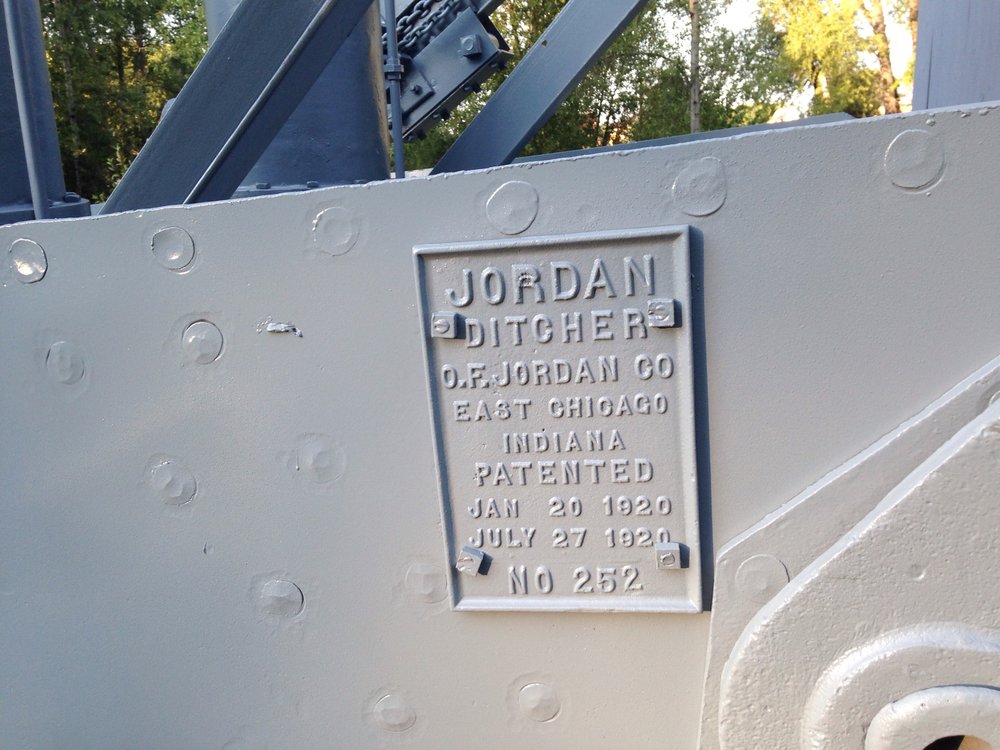 JORDAN
DITCHER
O.F. JORDAN CO
EAST CHICAGO
INDIANA
PATENTED
JAN 20 1920
JULY 27 1920
NO 252